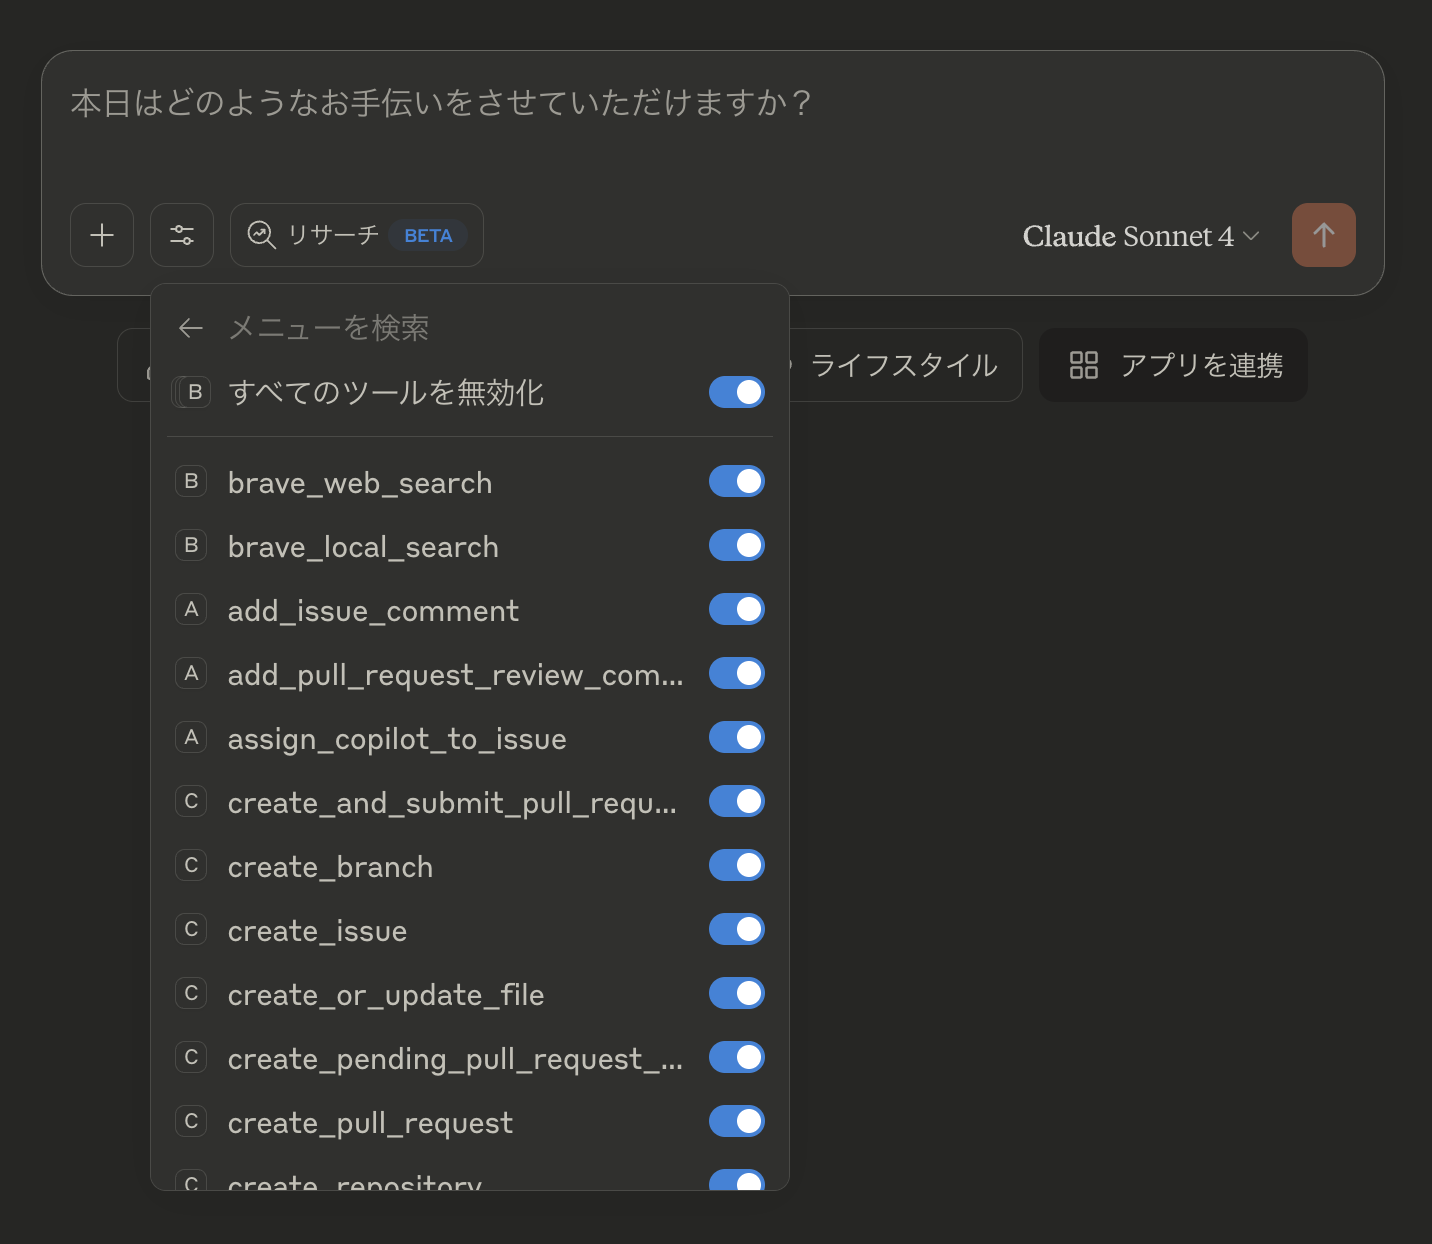 本日はどのようなお手伝いをさせていただけますか？
リサーチ BETA
Claude Sonnet 4
メニューを検索
B すべてのツールを無効化
ライフスタイル
アプリを連携
B brave_web_search
B brave_local_search
A add_issue_comment
A add_pull_request_review_com...
A assign_copilot_to_issue
C create_and_submit_pull_requ...
C create_branch
C create_issue
C create_or_update_file
C create_pending_pull_request_...
C create_pull_request
C create_repository